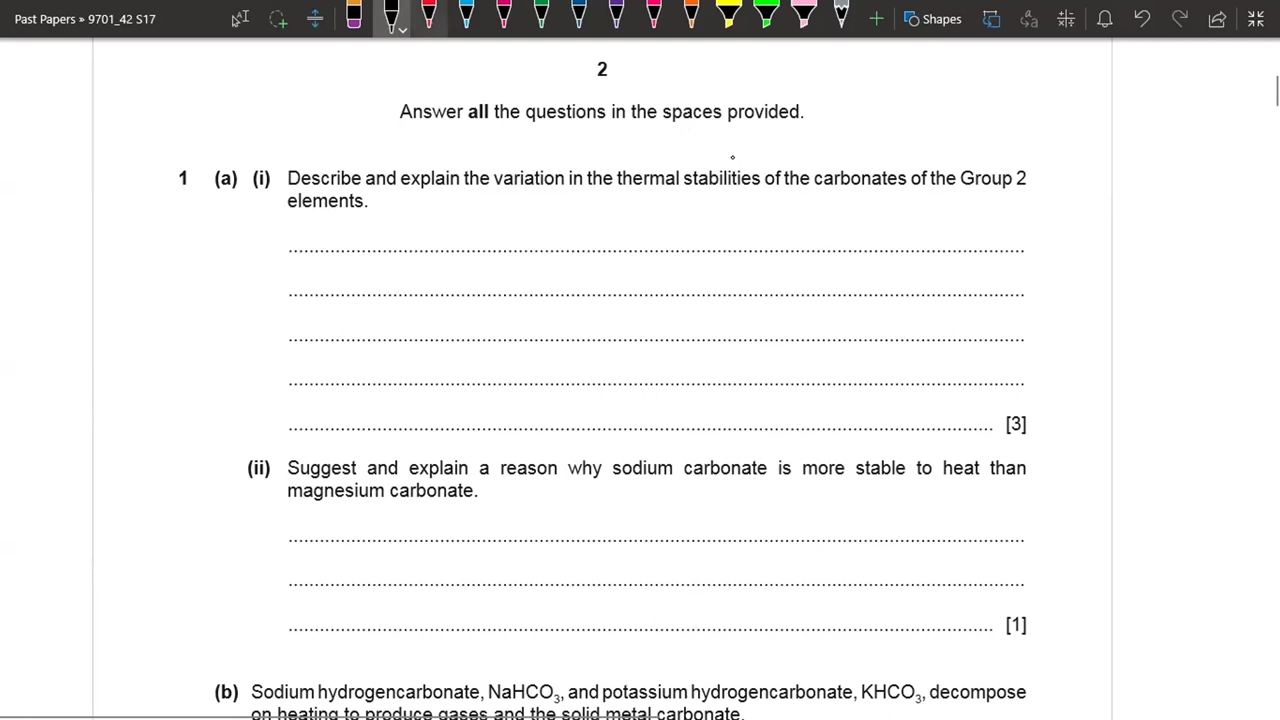 Past Papers » 9701_42 S17
Shapes
2
Answer all the questions in the spaces provided.
1 (a) (i) Describe and explain the variation in the thermal stabilities of the carbonates of the Group 2
elements.
................................................................................
................................................................................
................................................................................
................................................................................
................................................................................ [3]
(ii) Suggest and explain a reason why sodium carbonate is more stable to heat than
magnesium carbonate.
................................................................................
................................................................................
................................................................................ [1]
(b) Sodium hydrogencarbonate, NaHCO₃, and potassium hydrogencarbonate, KHCO₃, decompose
on heating to produce gases and the solid metal carbonate.